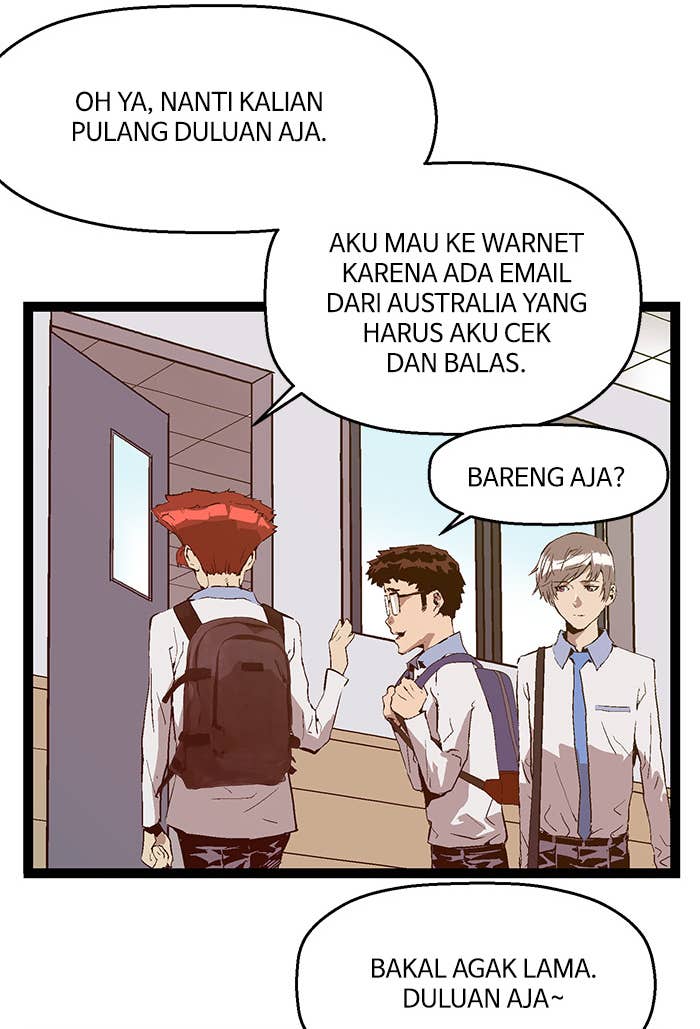 OH YA, NANTI KALIAN
PULANG DULUAN AJA.
AKU MAU KE WARNET
KARENA ADA EMAIL
DARI AUSTRALIA YANG
HARUS AKU CEK
DAN BALAS.
BARENG AJA?
BAKAL AGAK LAMA.
DULUAN AJA~